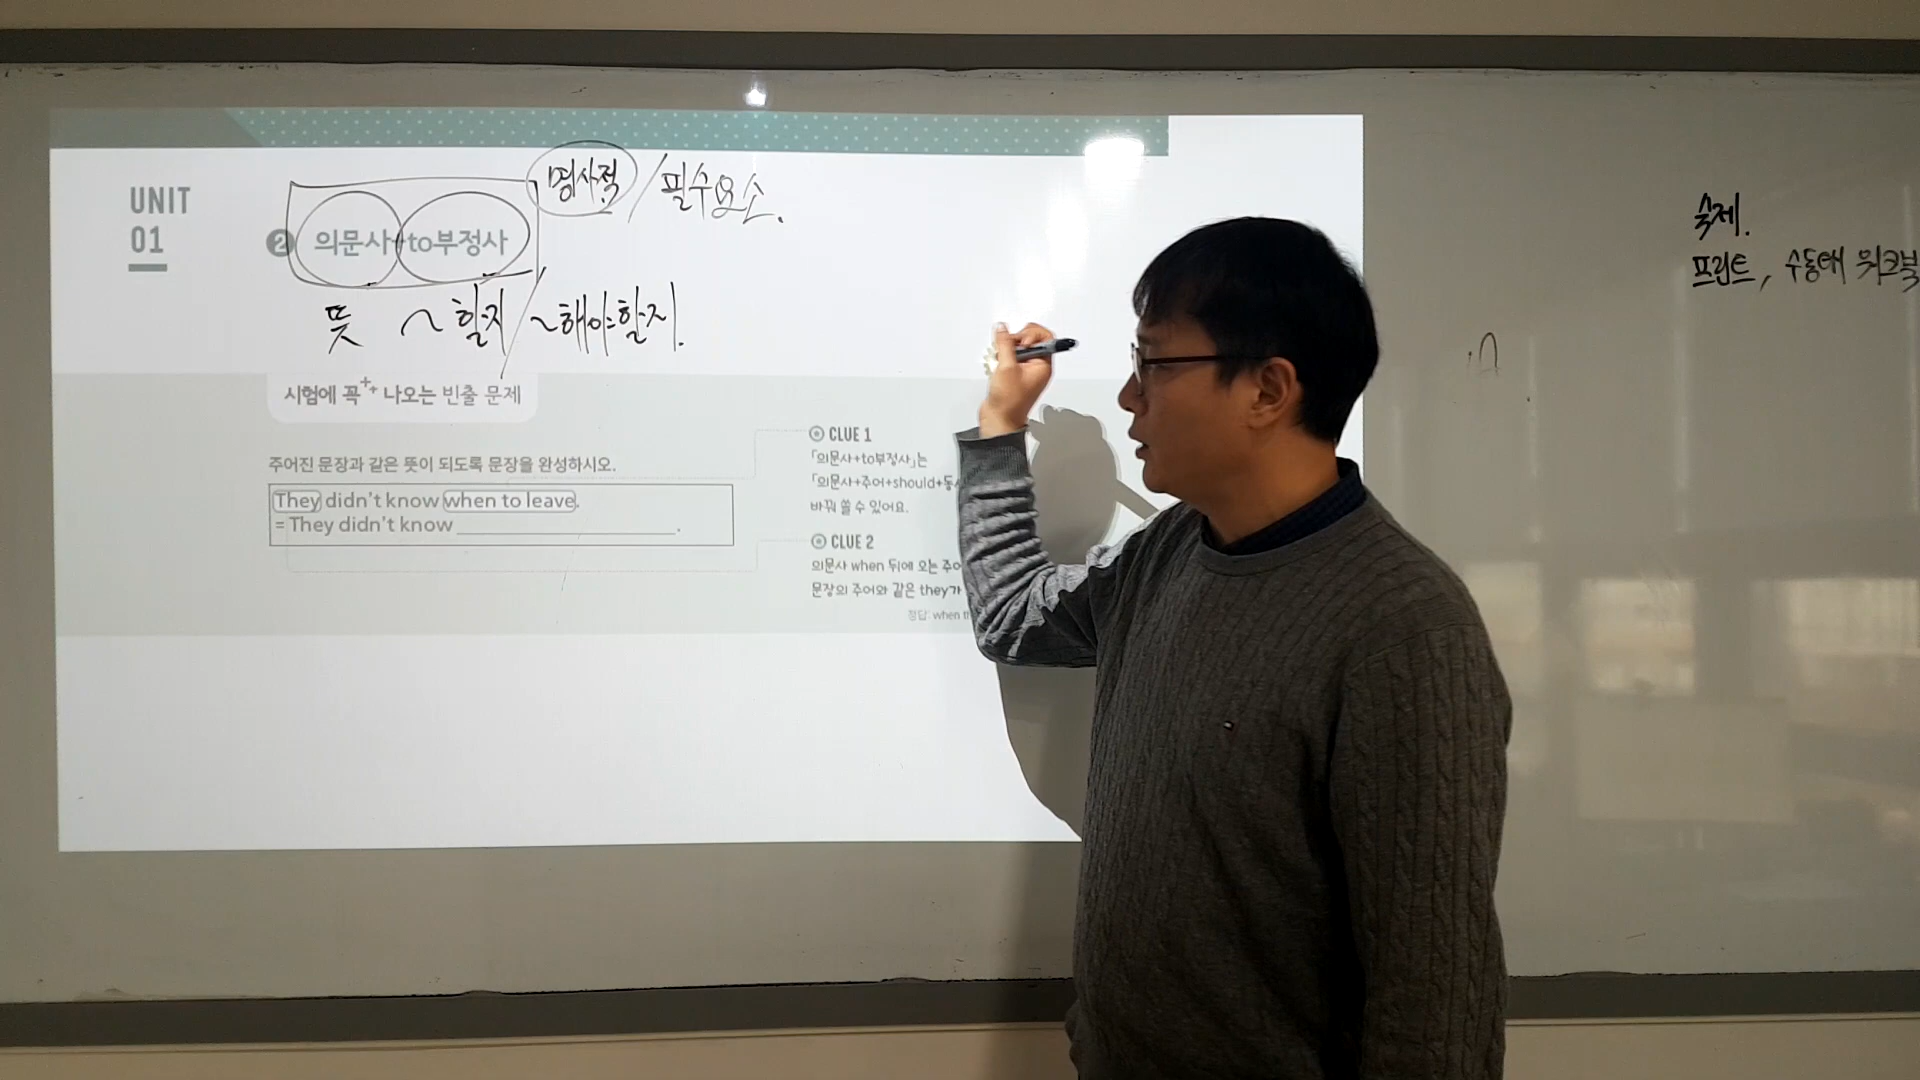 UNIT
01
명사적 / 필수요소.
2 의문사+to부정사
뜻 ~할지 / ~해야할지.
시험에 꼭++ 나오는 빈출 문제
주어진 문장과 같은 뜻이 되도록 문장을 완성하시오.
They didn't know when to leave.
= They didn't know ____________________.
CLUE 1
「의문사+to부정사」는
「의문사+주어+should+동
바꿔 쓸 수 있어요.
CLUE 2
의문사 when 뒤에 오는 주어
문장의 주어와 같은 they가
정답: when
숙제.
프린트, 수동태 워크북